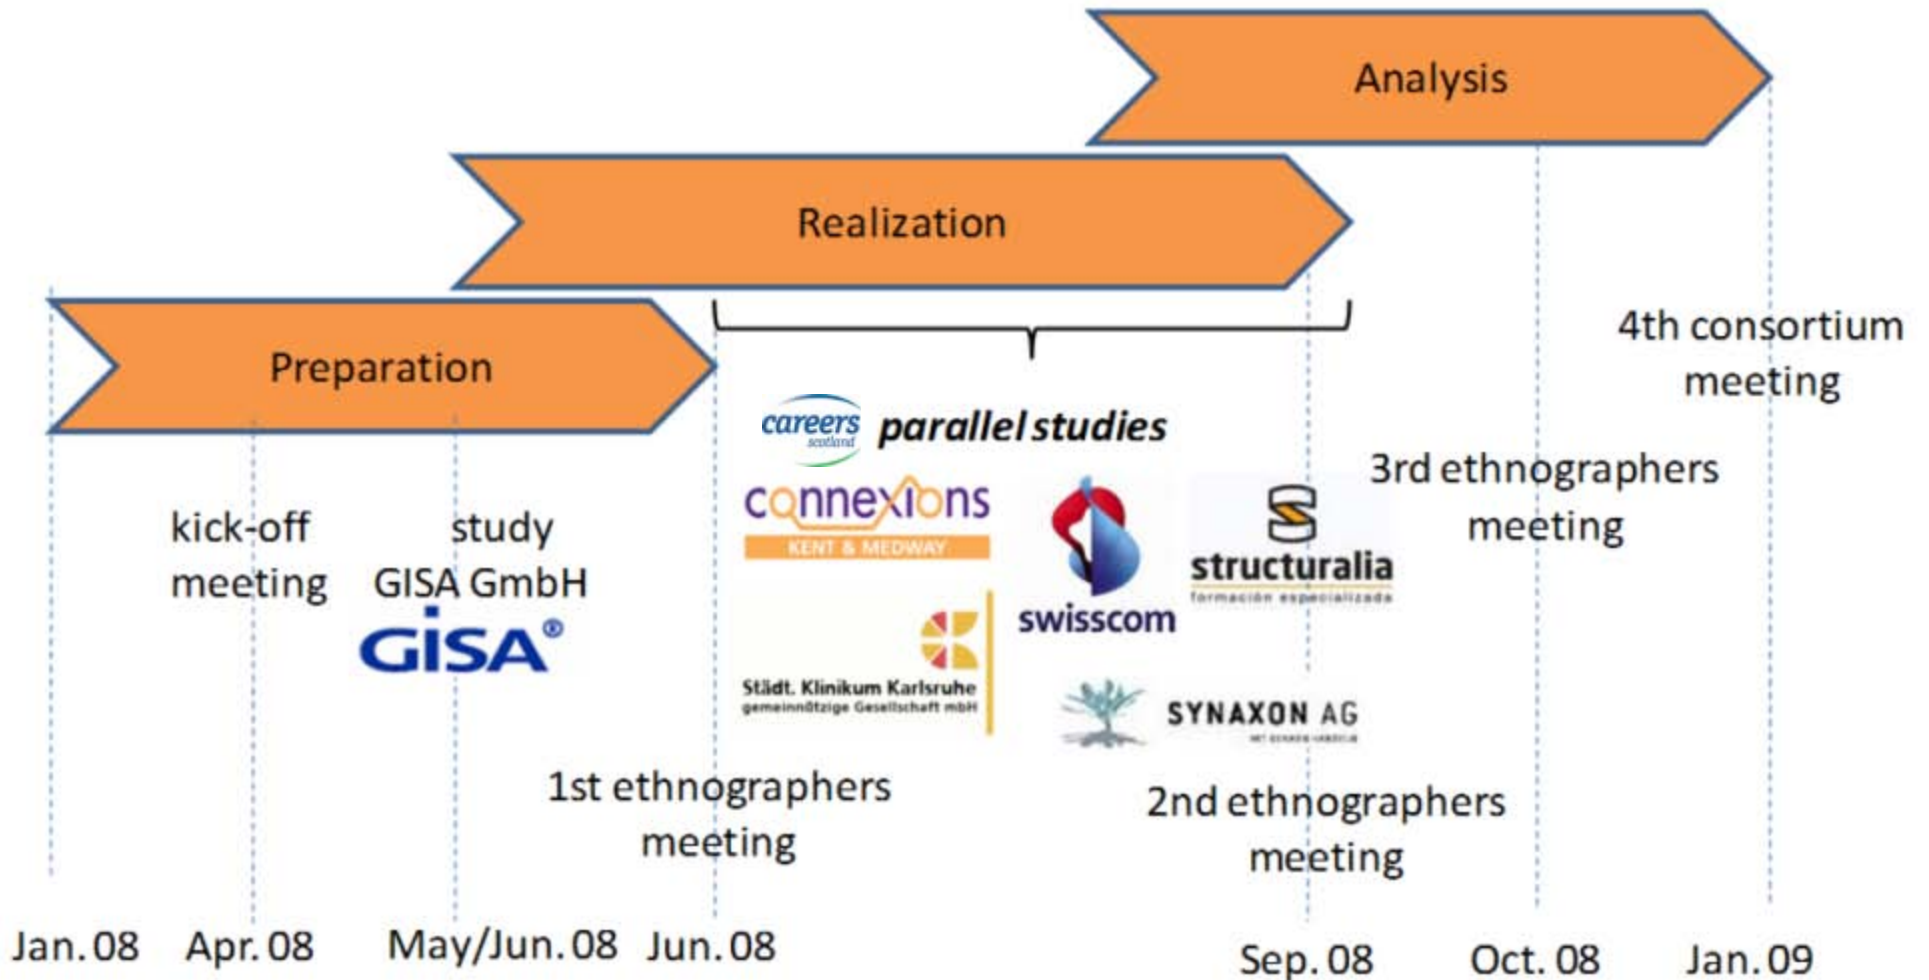 Analysis
Realization
Preparation
4th consortium
meeting
careers
scotland
parallel studies
connexions
KENT & MEDWAY
swisscom
structuralia
formación especializada
3rd ethnographers
meeting
kick-off
meeting
study
GISA GmbH
GISA®
Städt. Klinikum Karlsruhe
gemeinnützige Gesellschaft mbH
SYNAXON AG
1st ethnographers
meeting
2nd ethnographers
meeting
Jan. 08 Apr. 08 May/Jun. 08 Jun. 08 Sep. 08 Oct. 08 Jan. 09